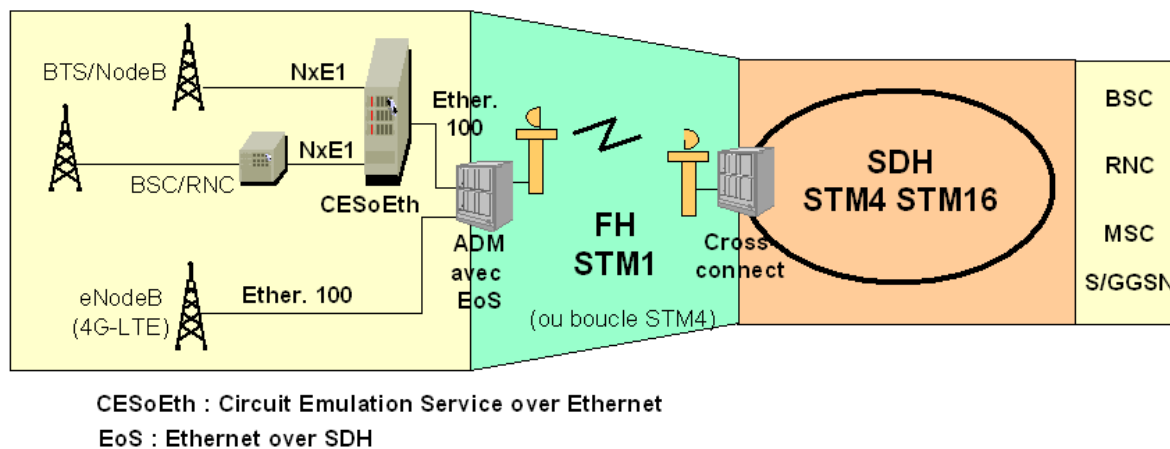 BTS/NodeB
NxE1
BSC/RNC
NxE1
CESoEth
Ether.
100
eNodeB
(4G-LTE)
Ether. 100
ADM
avec
EoS
FH
STM1
(ou boucle STM4)
Cross-
connect
SDH
STM4 STM16
BSC
RNC
MSC
S/GGSN
CESoEth : Circuit Emulation Service over Ethernet
EoS : Ethernet over SDH